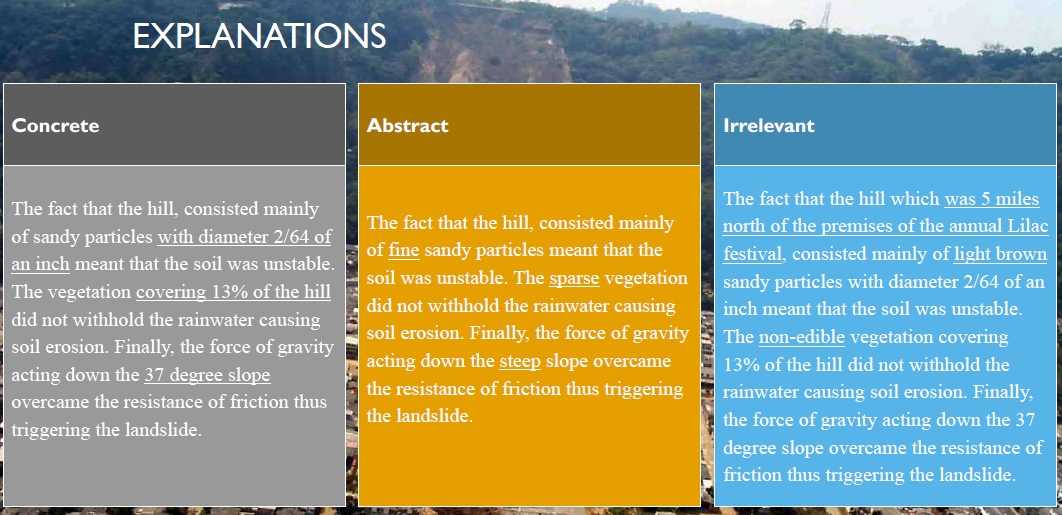 EXPLANATIONS
Concrete
The fact that the hill, consisted mainly
of sandy particles with diameter 2/64 of
an inch meant that the soil was unstable.
The vegetation covering 13% of the hill
did not withhold the rainwater causing
soil erosion. Finally, the force of gravity
acting down the 37 degree slope
overcame the resistance of friction thus
triggering the landslide.
Abstract
The fact that the hill, consisted mainly
of fine sandy particles meant that the
soil was unstable. The sparse vegetation
did not withhold the rainwater causing
soil erosion. Finally, the force of gravity
acting down the steep slope overcame
the resistance of friction thus triggering
the landslide.
Irrelevant
The fact that the hill which was 5 miles
north of the premises of the annual Lilac
festival, consisted mainly of light brown
sandy particles with diameter 2/64 of an
inch meant that the soil was unstable.
The non-edible vegetation covering
13% of the hill did not withhold the
rainwater causing soil erosion. Finally,
the force of gravity acting down the 37
degree slope overcame the resistance of
friction thus triggering the landslide.